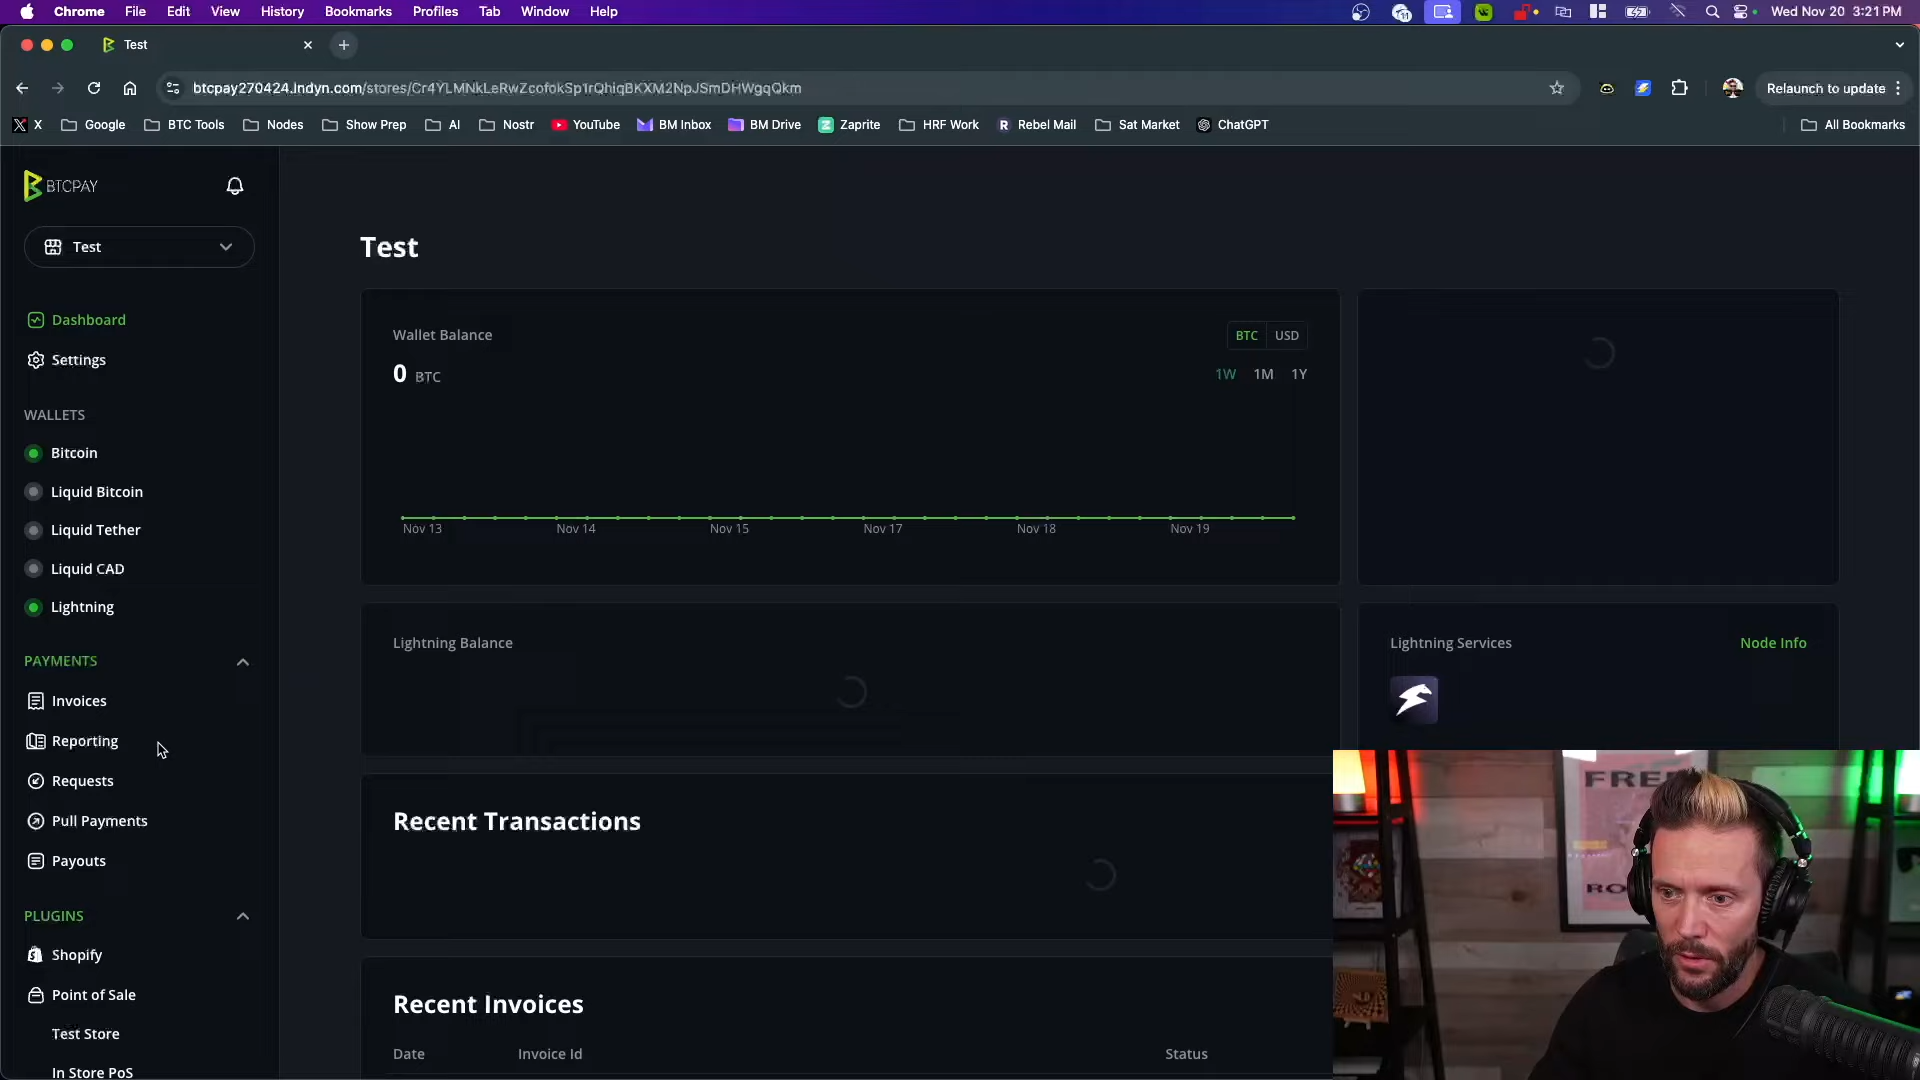 Chrome File Edit View History Bookmarks Profiles Tab Window Help
11
Wed Nov 20 3:21 PM
Test
btcpay270424.lndyn.com/stores/Cr4YLMNkLeRwZcofokSp1rQhiqBKXM2NpJSmDHWgqQkm
Relaunch to update
X Google BTC Tools Nodes Show Prep AI Nostr YouTube BM Inbox BM Drive Zaprite HRF Work Rebel Mail Sat Market ChatGPT All Bookmarks
BTCPAY
Test
Dashboard
Settings
WALLETS
Bitcoin
Liquid Bitcoin
Liquid Tether
Liquid CAD
Lightning
PAYMENTS
Invoices
Reporting
Requests
Pull Payments
Payouts
PLUGINS
Shopify
Point of Sale
Test Store
In Store PoS
Test
Wallet Balance
BTC USD
0 BTC
1W 1M 1Y
Nov 13 Nov 14 Nov 15 Nov 17 Nov 18 Nov 19
Lightning Balance
Lightning Services
Node Info
Recent Transactions
Recent Invoices
Date Invoice Id Status